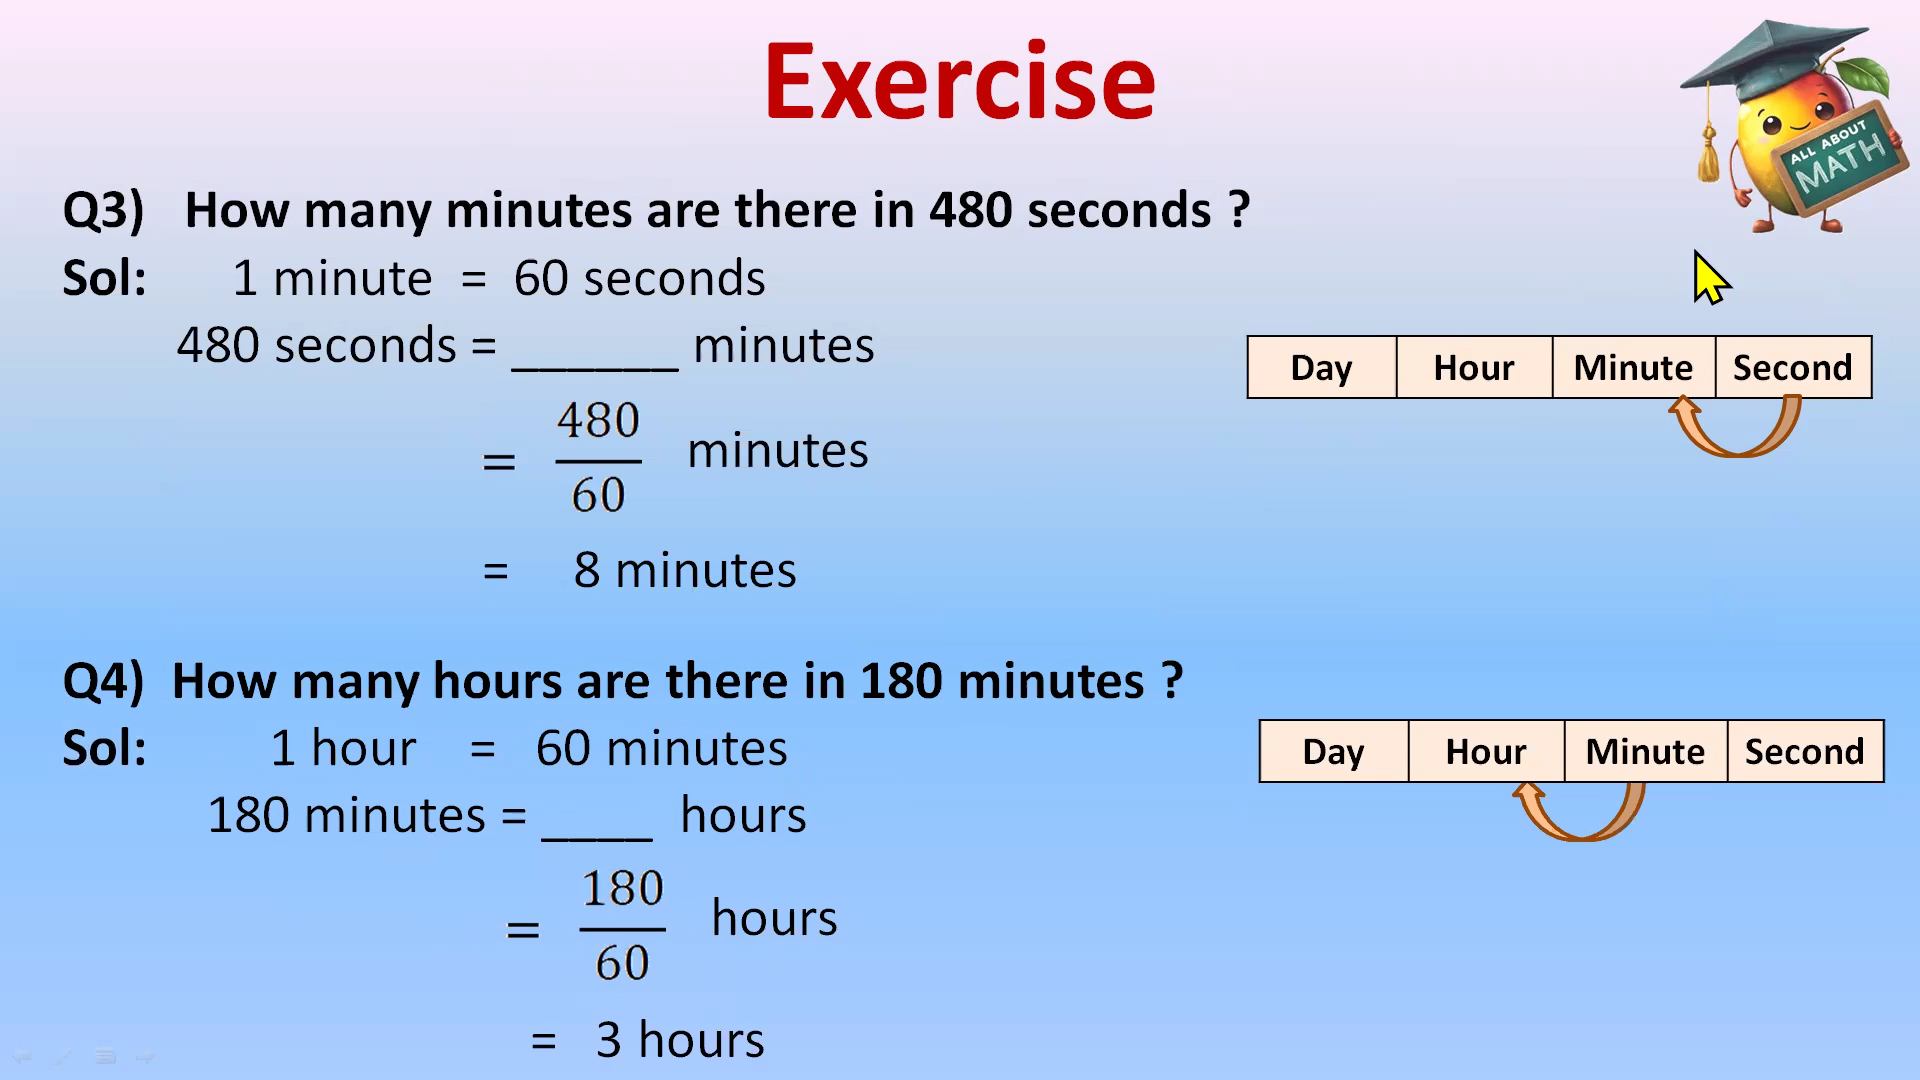 Exercise
ALL ABOUT
MATH
Q3) How many minutes are there in 480 seconds ?
Sol: 1 minute = 60 seconds
480 seconds = ______ minutes
Day Hour Minute Second
= 480/60 minutes
= 8 minutes
Q4) How many hours are there in 180 minutes ?
Sol: 1 hour = 60 minutes
Day Hour Minute Second
180 minutes = ____ hours
= 180/60 hours
= 3 hours